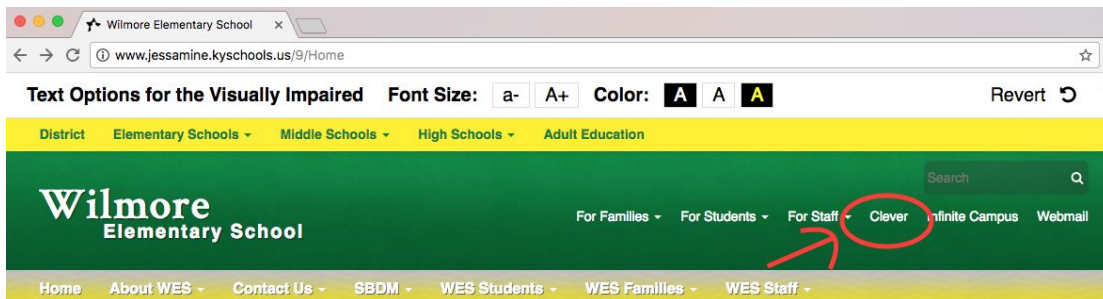 Wilmore Elementary School
www.jessamine.kyschools.us/9/Home
Text Options for the Visually Impaired Font Size: a- A+ Color: A A A Revert
District Elementary Schools Middle Schools High Schools Adult Education
Search
Wilmore
Elementary School
For Families For Students For Staff Clever Infinite Campus Webmail
Home About WES Contact Us SBDM WES Students WES Families WES Staff